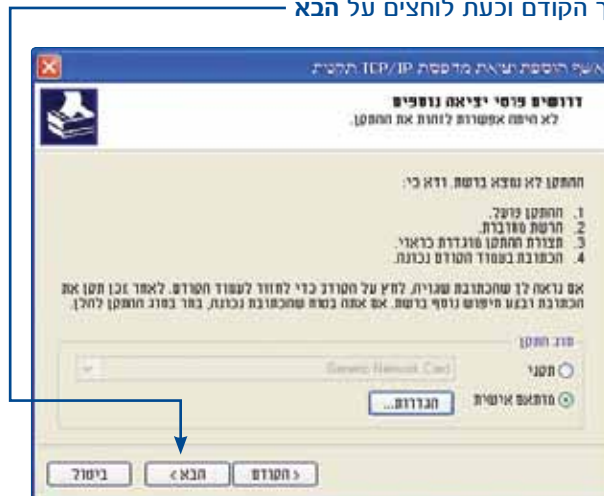 ך הקודם וכעת לוחצים על הבא
אשף הוספת יציאת מדפסת TCP/IP תקנית
דרושים פרטי יציאה נוספים
לא היתה אפשרות לזהות את ההתקן.
ההתקן לא נמצא ברשת. ודא כי:
1. ההתקן פועל.
2. הרשת מחוברת.
3. תצורת ההתקן מוגדרת כראוי.
4. הכתובת בעמוד הקודם נכונה.
אם נראה לך שהכתובת שגויה, לחץ על הקודם כדי לחזור לעמוד הקודם. לאחר מכן תקן את
הכתובת ובצע חיפוש נוסף ברשת. אם אתה בטוח שהכתובת נכונה, בחר בסוג ההתקן להלן.
סוג התקן
תקני
Generic Network Card
מותאם אישית
הגדרות...
< הקודם
הבא >
ביטול